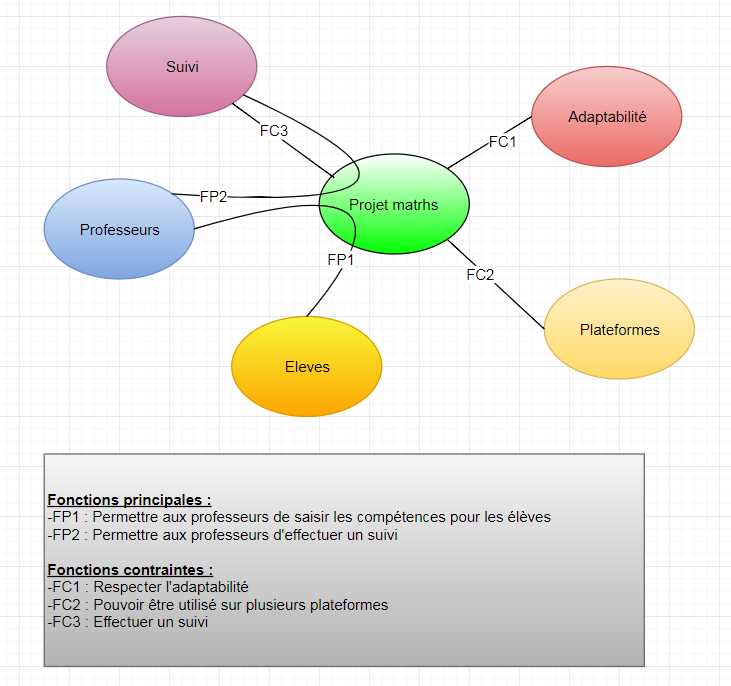 Suivi
Adaptabilité
FC3
FC1
FP2
Projet matrhs
Professeurs
FP1
FC2
Plateformes
Eleves
Fonctions principales :
-FP1 : Permettre aux professeurs de saisir les compétences pour les élèves
-FP2 : Permettre aux professeurs d'effectuer un suivi
Fonctions contraintes :
-FC1 : Respecter l'adaptabilité
-FC2 : Pouvoir être utilisé sur plusieurs plateformes
-FC3 : Effectuer un suivi